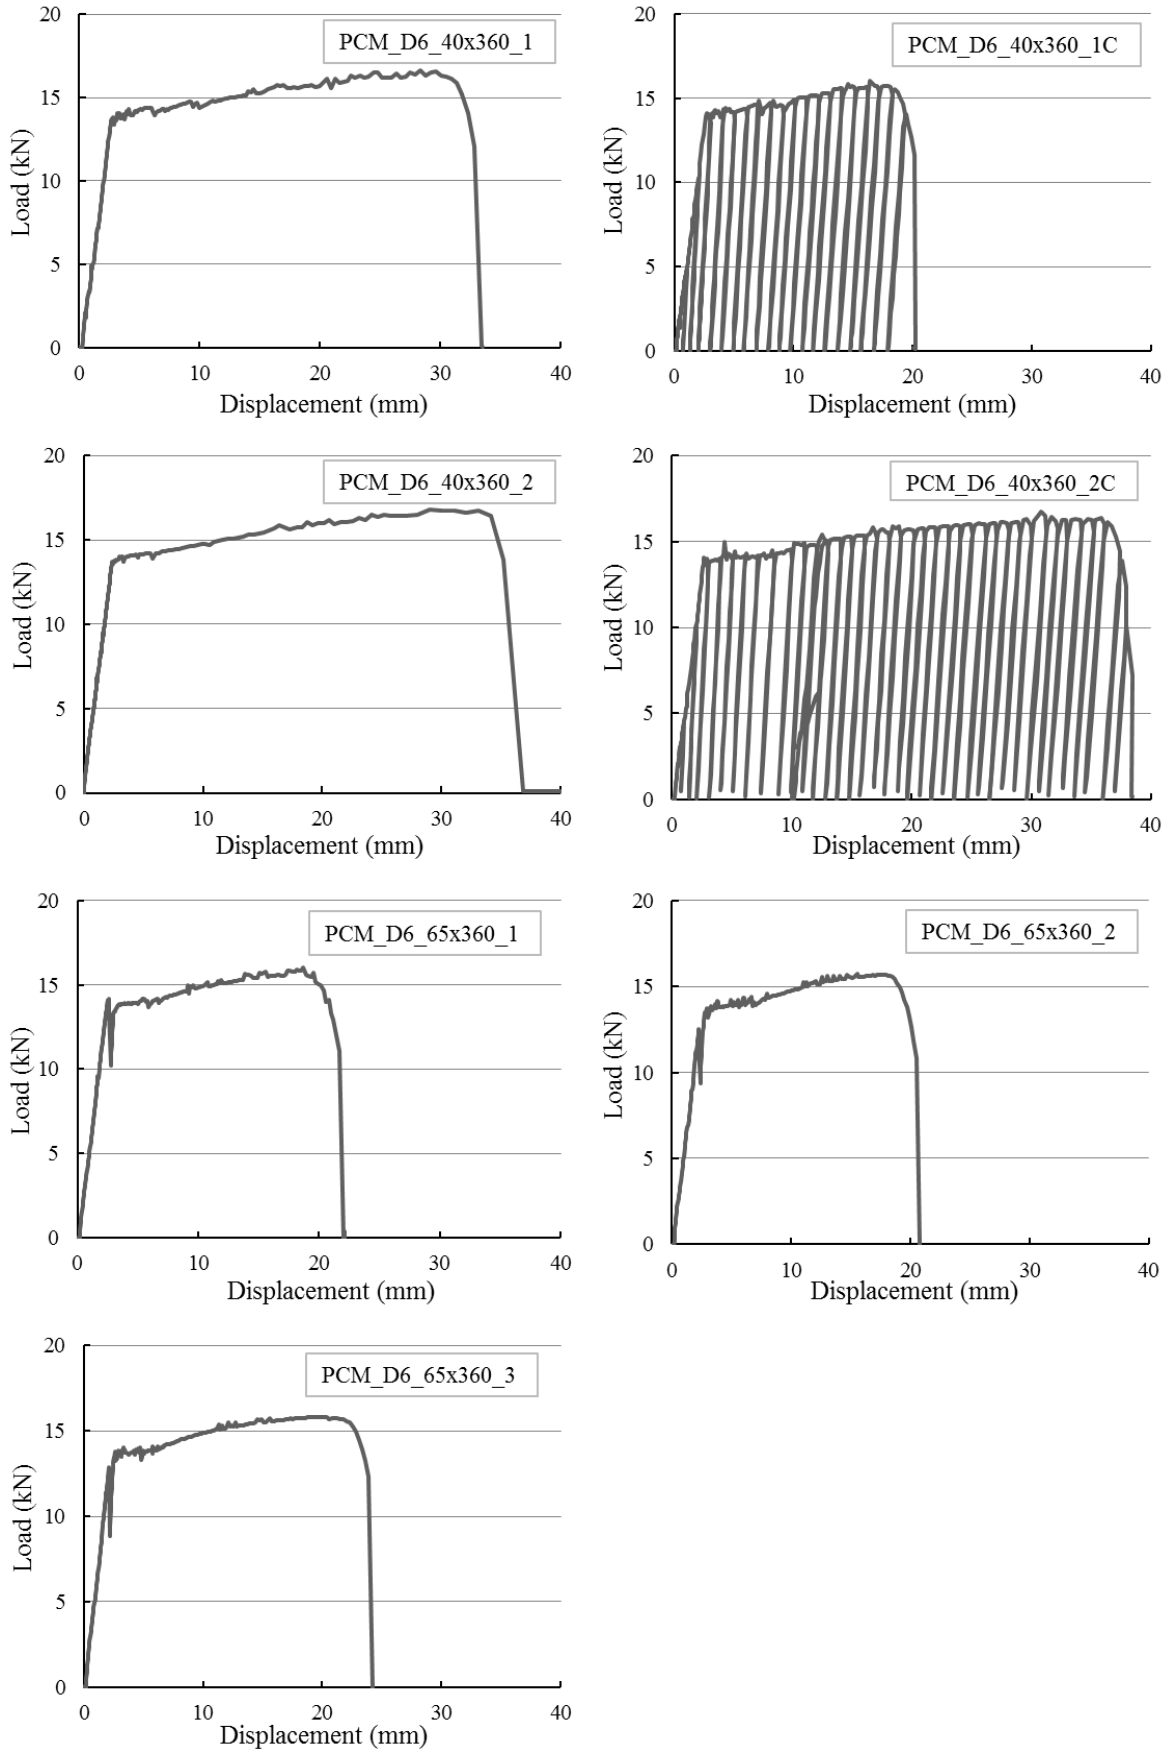 20
15
10
5
0
Load (kN)
PCM_D6_40x360_1
0 10 20 30 40
Displacement (mm)
20
15
10
5
0
Load (kN)
PCM_D6_40x360_1C
0 10 20 30 40
Displacement (mm)
20
15
10
5
0
Load (kN)
PCM_D6_40x360_2
0 10 20 30 40
Displacement (mm)
20
15
10
5
0
Load (kN)
PCM_D6_40x360_2C
0 10 20 30 40
Displacement (mm)
20
15
10
5
0
Load (kN)
PCM_D6_65x360_1
0 10 20 30 40
Displacement (mm)
20
15
10
5
0
Load (kN)
PCM_D6_65x360_2
0 10 20 30 40
Displacement (mm)
20
15
10
5
0
Load (kN)
PCM_D6_65x360_3
0 10 20 30 40
Displacement (mm)